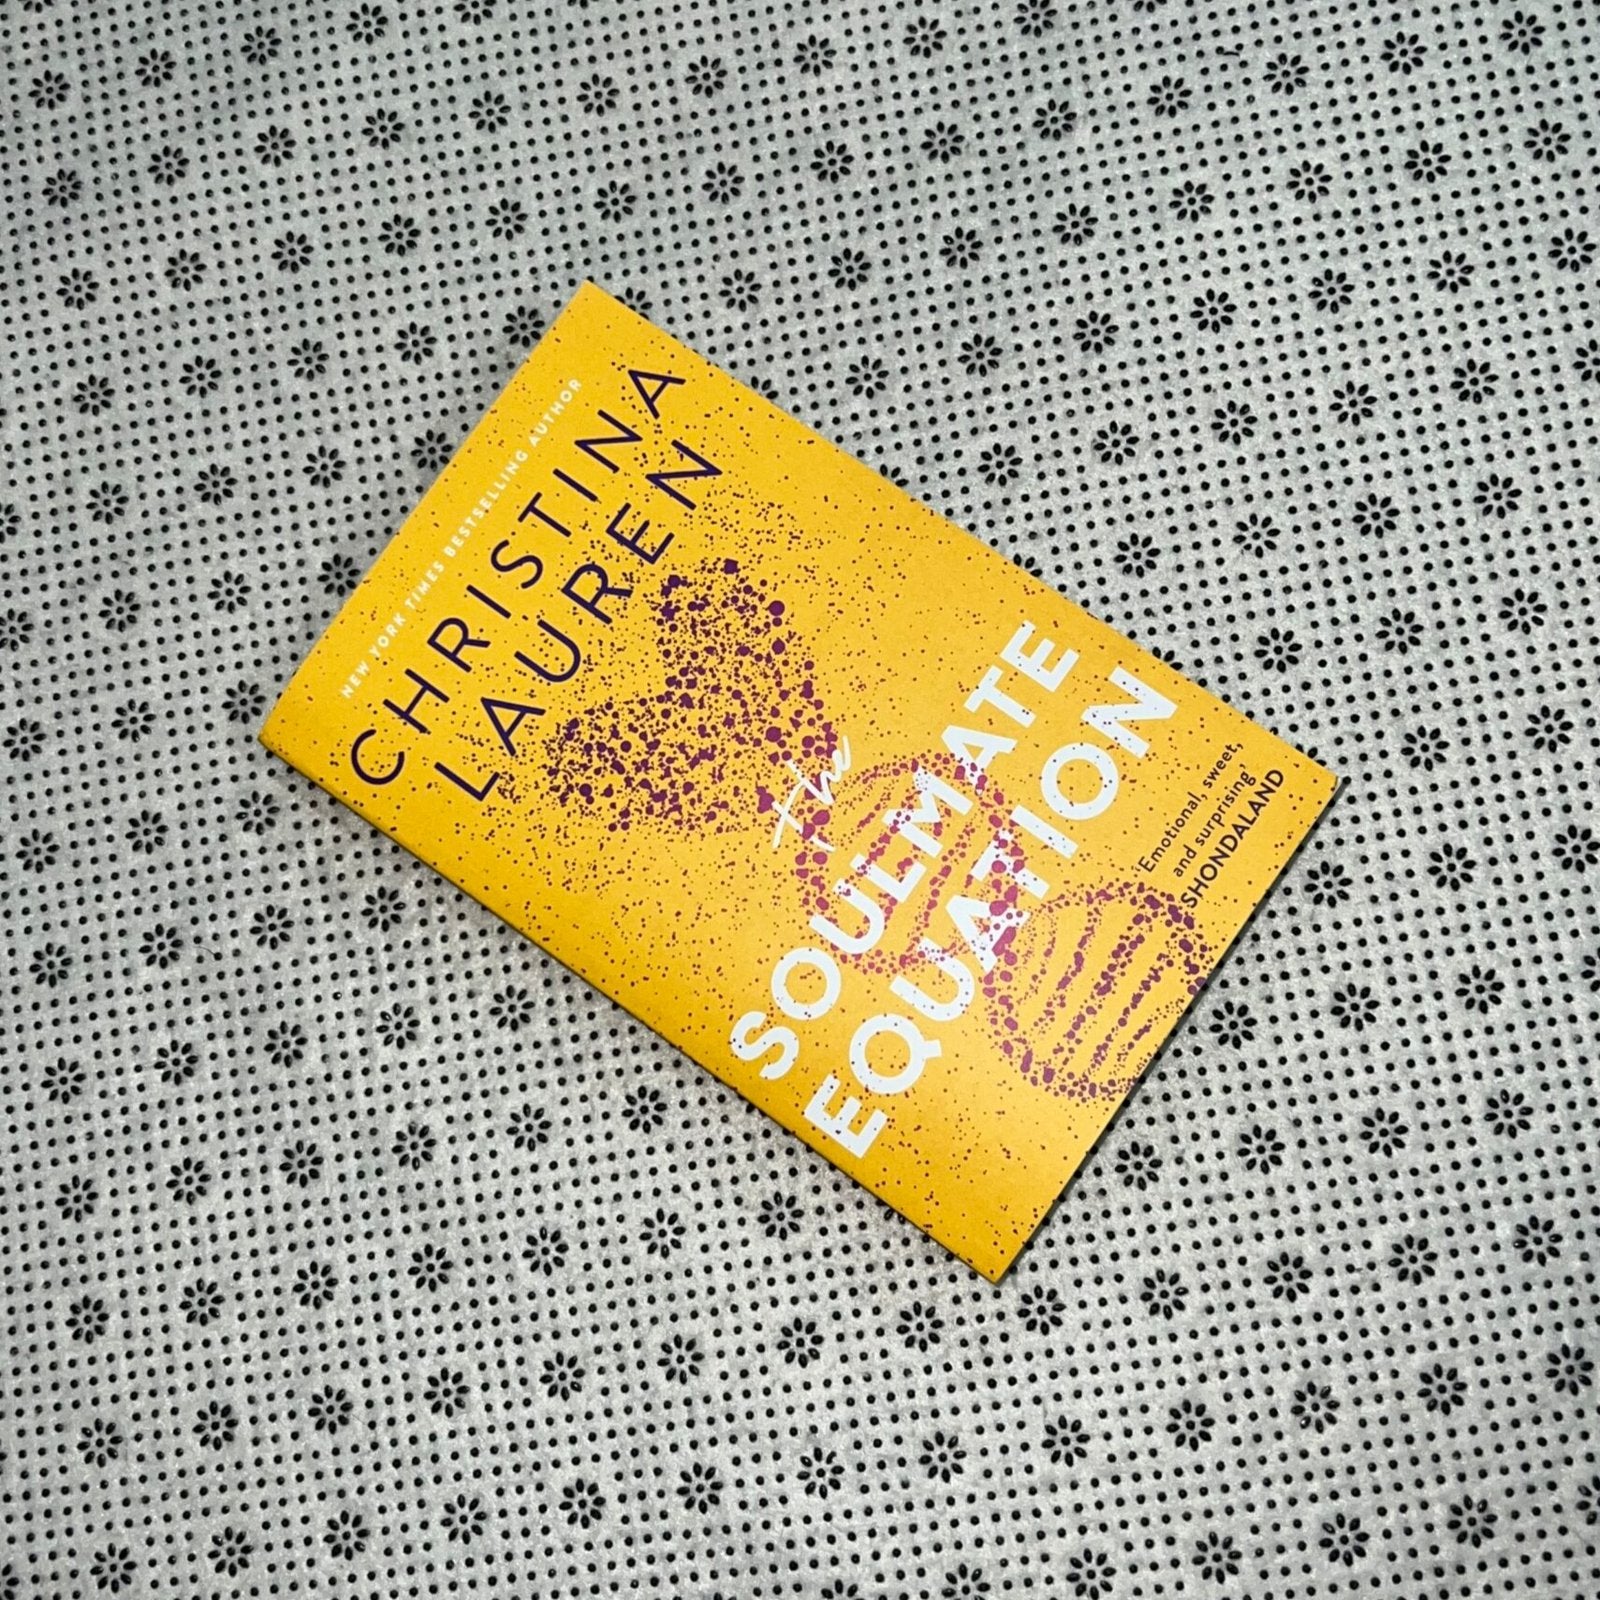 NEW YORK TIMES BESTSELLING AUTHOR
CHRISTINA
LAUREN
The
SOULMATE
EQUATION
'Emotional, sweet,
and surprising'
SHONDALAND